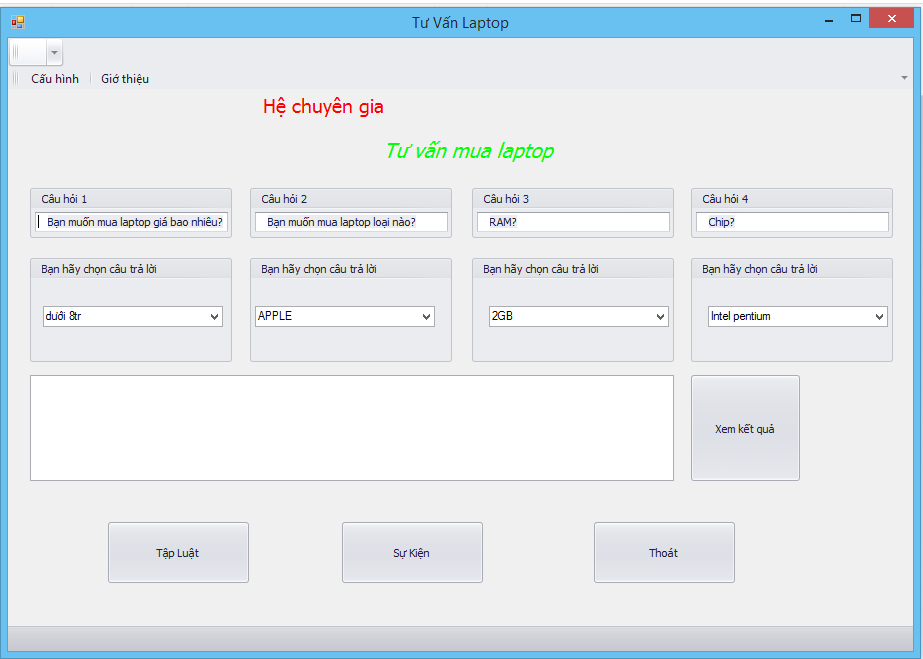 Tư Vấn Laptop
Cấu hình
Giớ thiệu
Hệ chuyên gia
Tư vấn mua laptop
Câu hỏi 1
Câu hỏi 2
Câu hỏi 3
Câu hỏi 4
Bạn muốn mua laptop giá bao nhiêu?
Bạn muốn mua laptop loại nào?
RAM?
Chip?
Bạn hãy chọn câu trả lời
Bạn hãy chọn câu trả lời
Bạn hãy chọn câu trả lời
Bạn hãy chọn câu trả lời
dưới 8tr
APPLE
2GB
Intel pentium
Xem kết quả
Tập Luật
Sự Kiện
Thoát